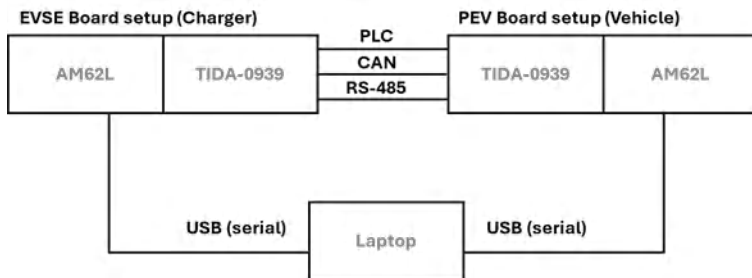 EVSE Board setup (Charger)
PEV Board setup (Vehicle)
PLC
AM62L
TIDA-0939
CAN
TIDA-0939
AM62L
RS-485
USB (serial)
Laptop
USB (serial)